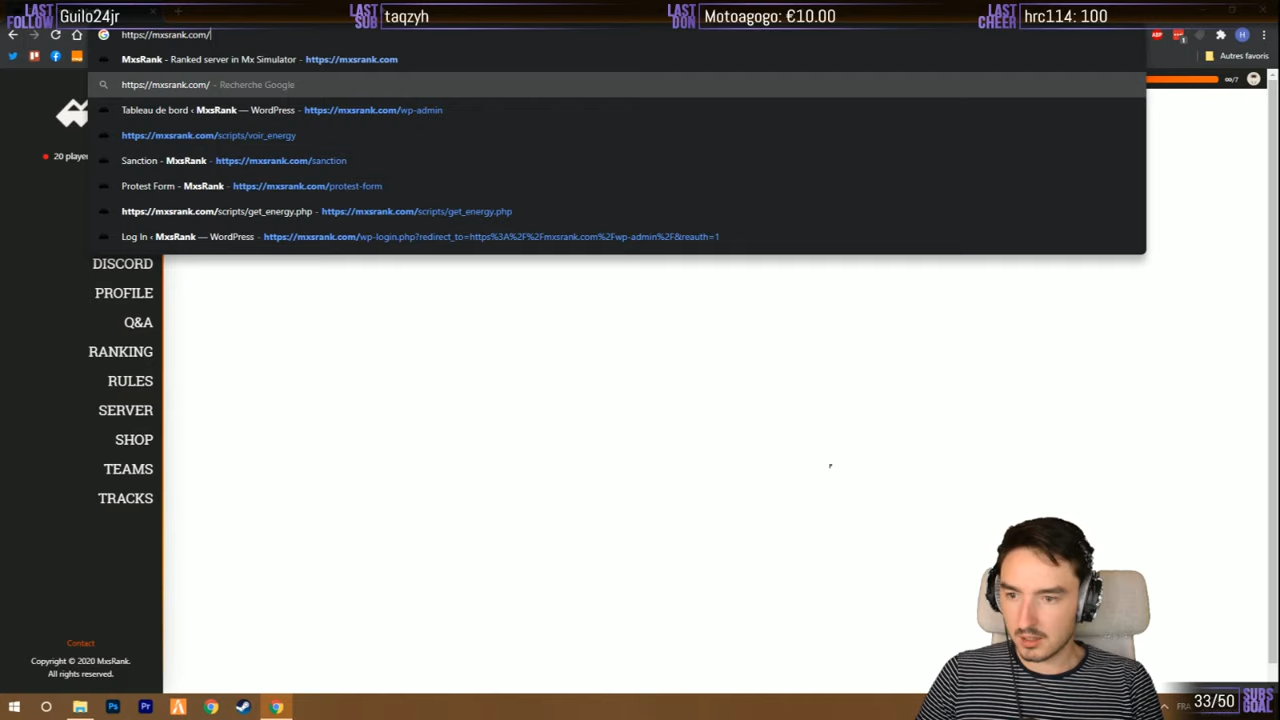 LAST FOLLOW Guilo24jr LAST SUB taqzyh LAST DON Motoagogo: €10.00 LAST CHEER hrc114: 100
https://mxsrank.com/
Autres favoris
MxsRank - Ranked server in Mx Simulator - https://mxsrank.com
https://mxsrank.com/ - Recherche Google
∞/7
Tableau de bord ‹ MxsRank — WordPress - https://mxsrank.com/wp-admin
https://mxsrank.com/scripts/voir_energy
20 player
Sanction - MxsRank - https://mxsrank.com/sanction
Protest Form - MxsRank - https://mxsrank.com/protest-form
https://mxsrank.com/scripts/get_energy.php - https://mxsrank.com/scripts/get_energy.php
Log In ‹ MxsRank — WordPress - https://mxsrank.com/wp-login.php?redirect_to=https%3A%2F%2Fmxsrank.com%2Fwp-admin%2F&reauth=1
DISCORD
PROFILE
Q&A
RANKING
RULES
SERVER
SHOP
TEAMS
TRACKS
Contact
Copyright © 2020 MxsRank.
All rights reserved.
Ps Pr FRA 33/50 SUBS GOAL